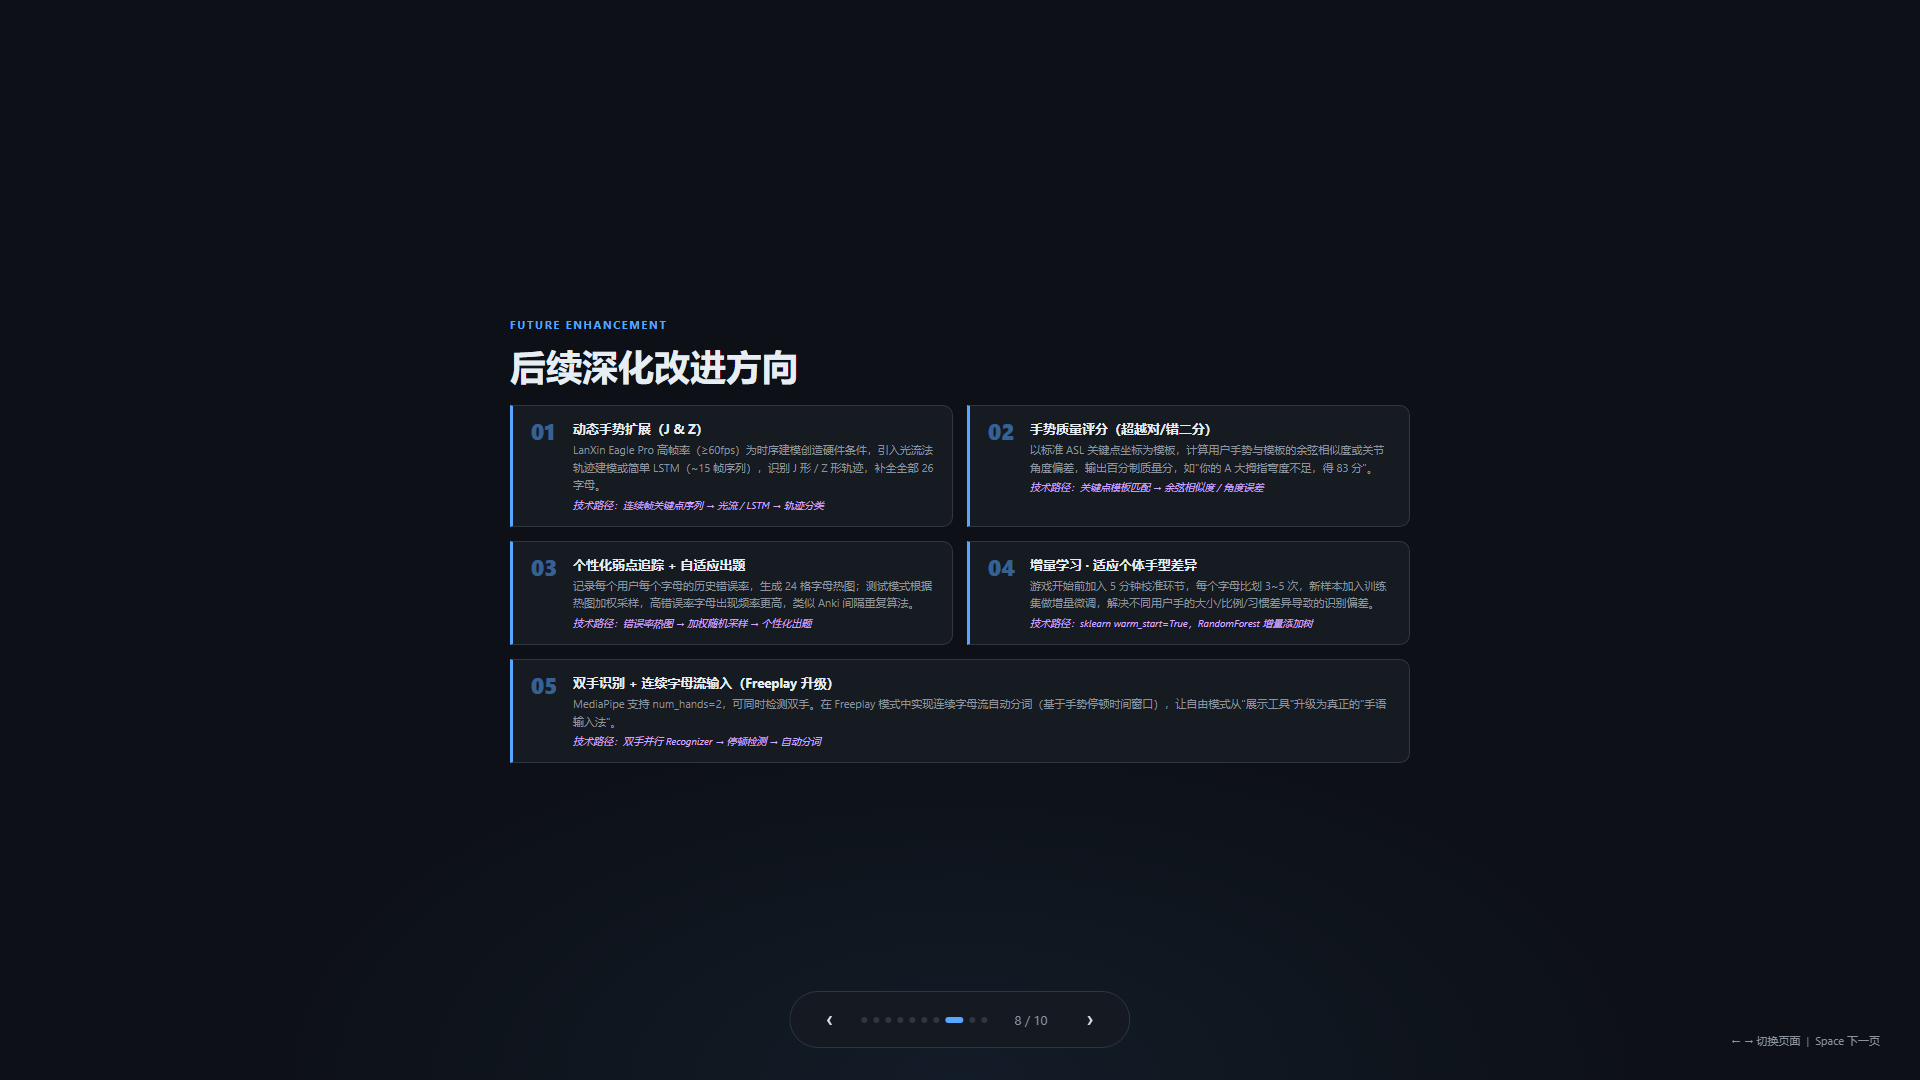 FUTURE ENHANCEMENT
后续深化改进方向
01
动态手势扩展（J & Z）
LanXin Eagle Pro 高帧率（≥60fps）为时序建模创造硬件条件，引入光流法
轨迹建模或简单 LSTM（~15 帧序列），识别 J 形 / Z 形轨迹，补全全部 26
字母。
技术路径：连续帧关键点序列 → 光流 / LSTM → 轨迹分类
02
手势质量评分（超越对/错二分）
以标准 ASL 关键点坐标为模板，计算用户手势与模板的余弦相似度或关节
角度偏差，输出百分制质量分，如"你的 A 大拇指弯度不足，得 83 分"。
技术路径：关键点模板匹配 → 余弦相似度 / 角度误差
03
个性化弱点追踪 + 自适应出题
记录每个用户每个字母的历史错误率，生成 24 格字母热图；测试模式根据
热图加权采样，高错误率字母出现频率更高，类似 Anki 间隔重复算法。
技术路径：错误率热图 → 加权随机采样 → 个性化出题
04
增量学习 · 适应个体手型差异
游戏开始前加入 5 分钟校准环节，每个字母比划 3~5 次，新样本加入训练
集做增量微调，解决不同用户手的大小/比例/习惯差异导致的识别偏差。
技术路径：sklearn warm_start=True，RandomForest 增量添加树
05
双手识别 + 连续字母流输入（Freeplay 升级）
MediaPipe 支持 num_hands=2，可同时检测双手。在 Freeplay 模式中实现连续字母流自动分词（基于手势停顿时间窗口），让自由模式从"展示工具"升级为真正的"手语
输入法"。
技术路径：双手并行 Recognizer → 停顿检测 → 自动分词
‹
8 / 10
›
← → 切换页面 | Space 下一页